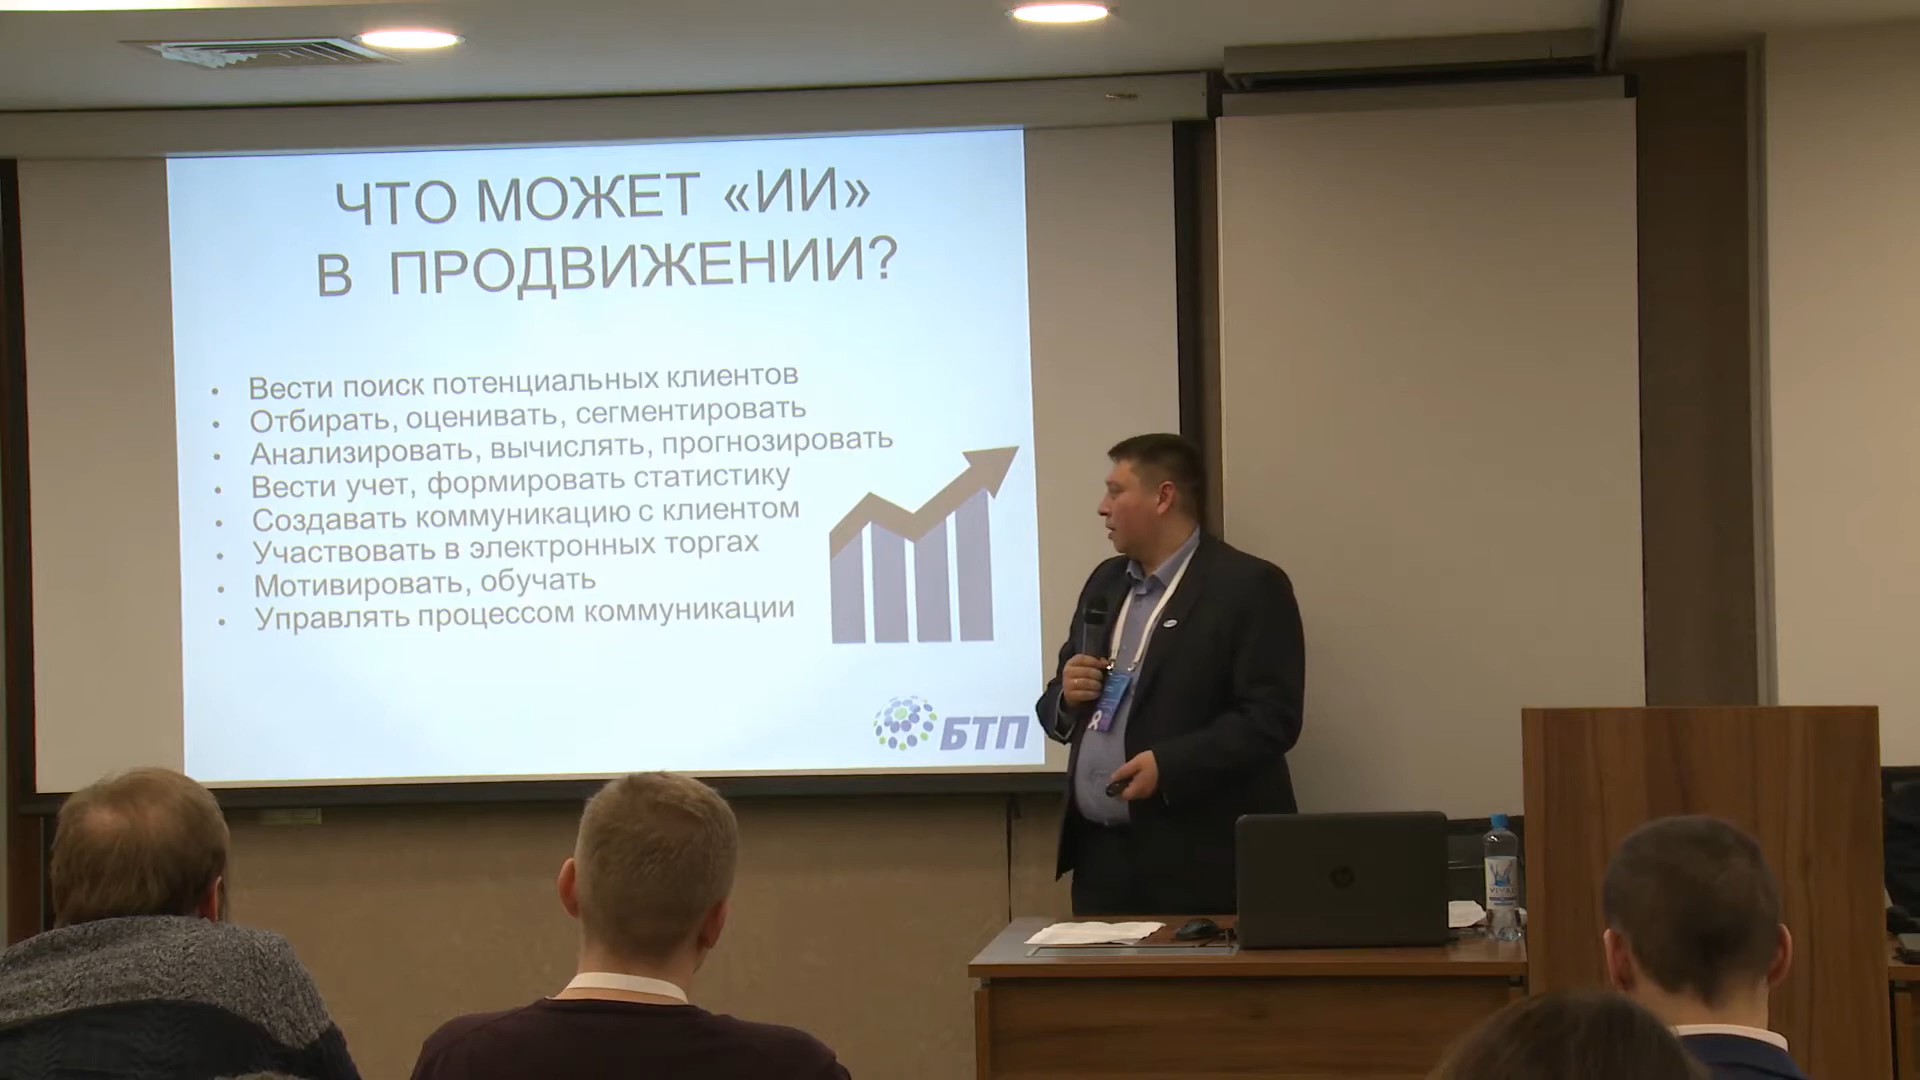 ЧТО МОЖЕТ «ИИ»
В ПРОДВИЖЕНИИ?
• Вести поиск потенциальных клиентов
• Отбирать, оценивать, сегментировать
• Анализировать, вычислять, прогнозировать
• Вести учет, формировать статистику
• Создавать коммуникацию с клиентом
• Участвовать в электронных торгах
• Мотивировать, обучать
• Управлять процессом коммуникации
БТП
hp